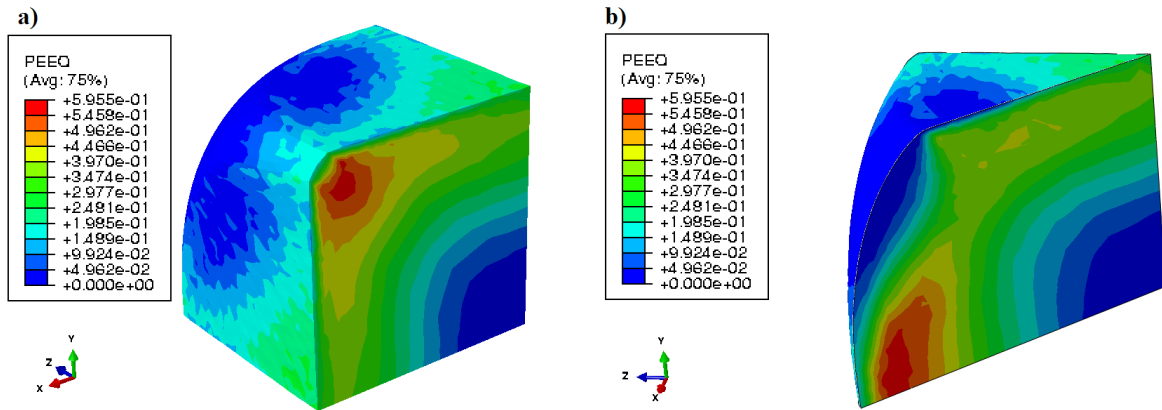 a)
PEEQ
(Avg: 75%)
+5.955e-01
+5.458e-01
+4.962e-01
+4.466e-01
+3.970e-01
+3.474e-01
+2.977e-01
+2.481e-01
+1.985e-01
+1.489e-01
+9.924e-02
+4.962e-02
+0.000e+00
Y
Z
X
b)
PEEQ
(Avg: 75%)
+5.955e-01
+5.458e-01
+4.962e-01
+4.466e-01
+3.970e-01
+3.474e-01
+2.977e-01
+2.481e-01
+1.985e-01
+1.489e-01
+9.924e-02
+4.962e-02
+0.000e+00
Y
Z
X